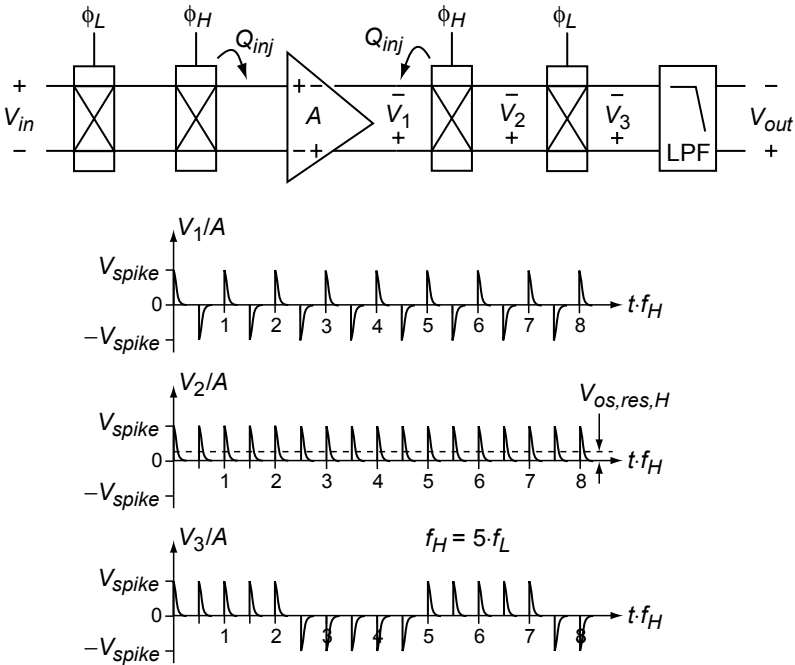 ϕL ϕH ϕH ϕL
Qinj Qinj
+ + − − − − −
Vin A V1 V2 V3 Vout
− − + + + + LPF +
V1/A
Vspike
0
−Vspike
1 2 3 4 5 6 7 8 t·fH
V2/A
Vos,res,H
Vspike
0
−Vspike
1 2 3 4 5 6 7 8 t·fH
V3/A fH = 5·fL
Vspike
0
−Vspike
1 2 3 4 5 6 7 8 t·fH